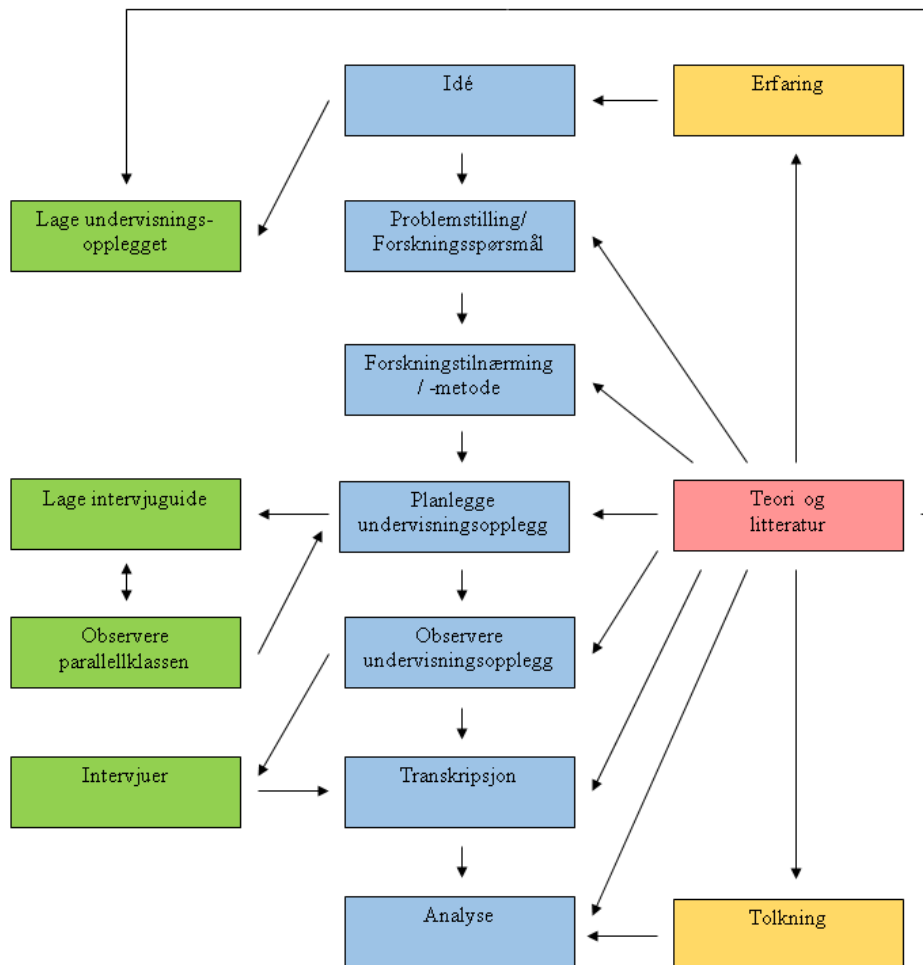 Idé
Erfaring
Lage undervisnings-
opplegget
Problemstilling/
Forskningsspørsmål
Forskningstilnærming
/ -metode
Lage intervjuguide
Planlegge
undervisningsopplegg
Teori og
litteratur
Observere
parallellklassen
Observere
undervisningsopplegg
Intervjuer
Transkripsjon
Analyse
Tolkning